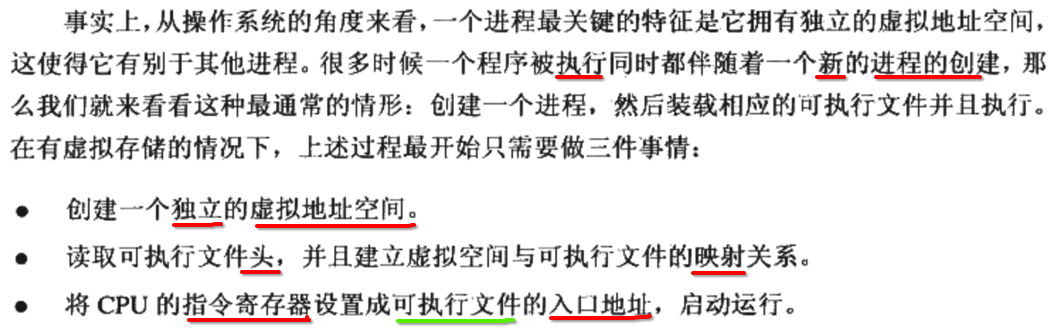 事实上，从操作系统的角度来看，一个进程最关键的特征是它拥有独立的虚拟地址空间，
这使得它有别于其他进程。很多时候一个程序被执行同时都伴随着一个新的进程的创建，那
么我们就来看看这种最通常的情形：创建一个进程，然后装载相应的可执行文件并且执行。
在有虚拟存储的情况下，上述过程最开始只需要做三件事情：
● 创建一个独立的虚拟地址空间。
● 读取可执行文件头，并且建立虚拟空间与可执行文件的映射关系。
● 将 CPU 的指令寄存器设置成可执行文件的入口地址，启动运行。